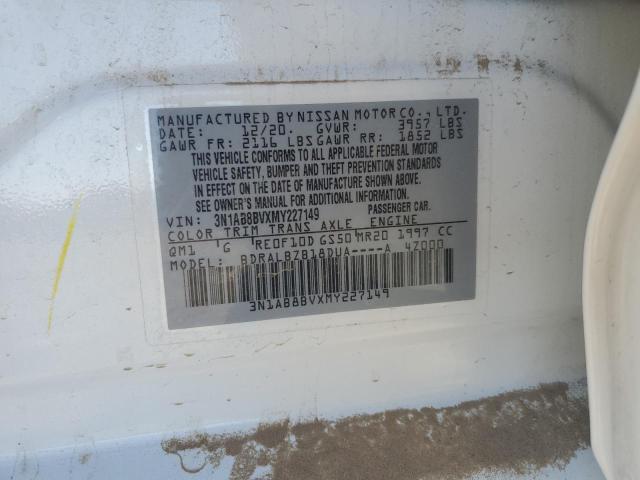 MANUFACTURED BY NISSAN MOTOR CO., LTD.
DATE: 12/20. GVWR: 3957 LBS
GAWR FR: 2116 LBS GAWR RR: 1852 LBS
THIS VEHICLE CONFORMS TO ALL APPLICABLE FEDERAL MOTOR
VEHICLE SAFETY, BUMPER AND THEFT PREVENTION STANDARDS
IN EFFECT ON THE DATE OF MANUFACTURE SHOWN ABOVE.
SEE OWNER'S MANUAL FOR ADDITIONAL INFORMATION
VIN: 3N1AB8BVXMY227149 PASSENGER CAR.
COLOR TRIM TRANS AXLE ENGINE
QM1 G RE0F10D GS50 MR20 1997 CC
MODEL: BDRALBZB18DUA----A 4Z000
3N1AB8BVXMY227149